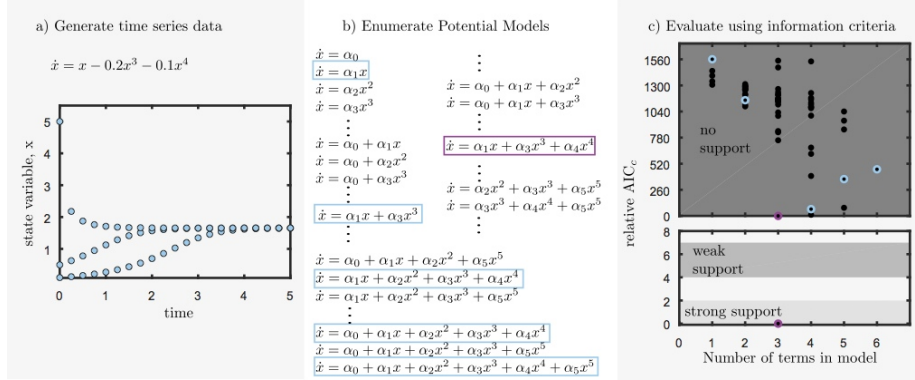 a) Generate time series data
ẋ = x − 0.2x³ − 0.1x⁴
state variable, x
5
4
3
2
1
0
1
2
3
4
5
time
b) Enumerate Potential Models
ẋ = α₀
ẋ = α₁x
ẋ = α₂x²
ẋ = α₃x³
⋮
ẋ = α₀ + α₁x
ẋ = α₀ + α₂x²
ẋ = α₀ + α₃x³
⋮
ẋ = α₁x + α₃x³
⋮
⋮
ẋ = α₀ + α₁x + α₂x²
ẋ = α₀ + α₁x + α₃x³
⋮
ẋ = α₁x + α₃x³ + α₄x⁴
⋮
ẋ = α₂x² + α₃x³ + α₅x⁵
ẋ = α₃x³ + α₄x⁴ + α₅x⁵
⋮
ẋ = α₀ + α₁x + α₂x² + α₅x⁵
ẋ = α₁x + α₂x² + α₃x³ + α₄x⁴
ẋ = α₁x + α₂x² + α₃x³ + α₅x⁵
⋮
ẋ = α₀ + α₁x + α₂x² + α₃x³ + α₄x⁴
ẋ = α₀ + α₁x + α₂x² + α₃x³ + α₅x⁵
ẋ = α₀ + α₁x + α₂x² + α₃x³ + α₄x⁴ + α₅x⁵
c) Evaluate using information criteria
relative AICc
1560
1300
1040
780
520
260
0
no
support
8
6
4
2
0
weak
support
strong support
0
1
2
3
4
5
6
Number of terms in model